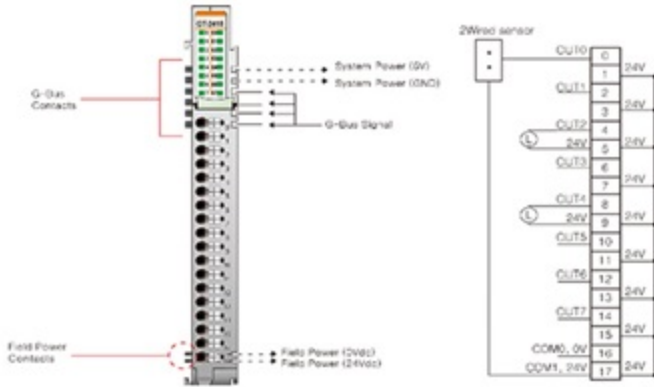 2Wired sensor
System Power (5V)
System Power (GND)
G-Bus
Contacts
G-Bus Signal
OUT0
0
1
24V
OUT1
2
3
24V
OUT2
4
24V
5
24V
OUT3
6
7
24V
OUT4
8
24V
9
24V
OUT5
10
11
24V
OUT6
12
13
24V
OUT7
14
15
24V
COM0, 0V
16
COM1, 24V
17
24V
L
L
Field Power
Contacts
Field Power (0Vdc)
Field Power (24Vdc)